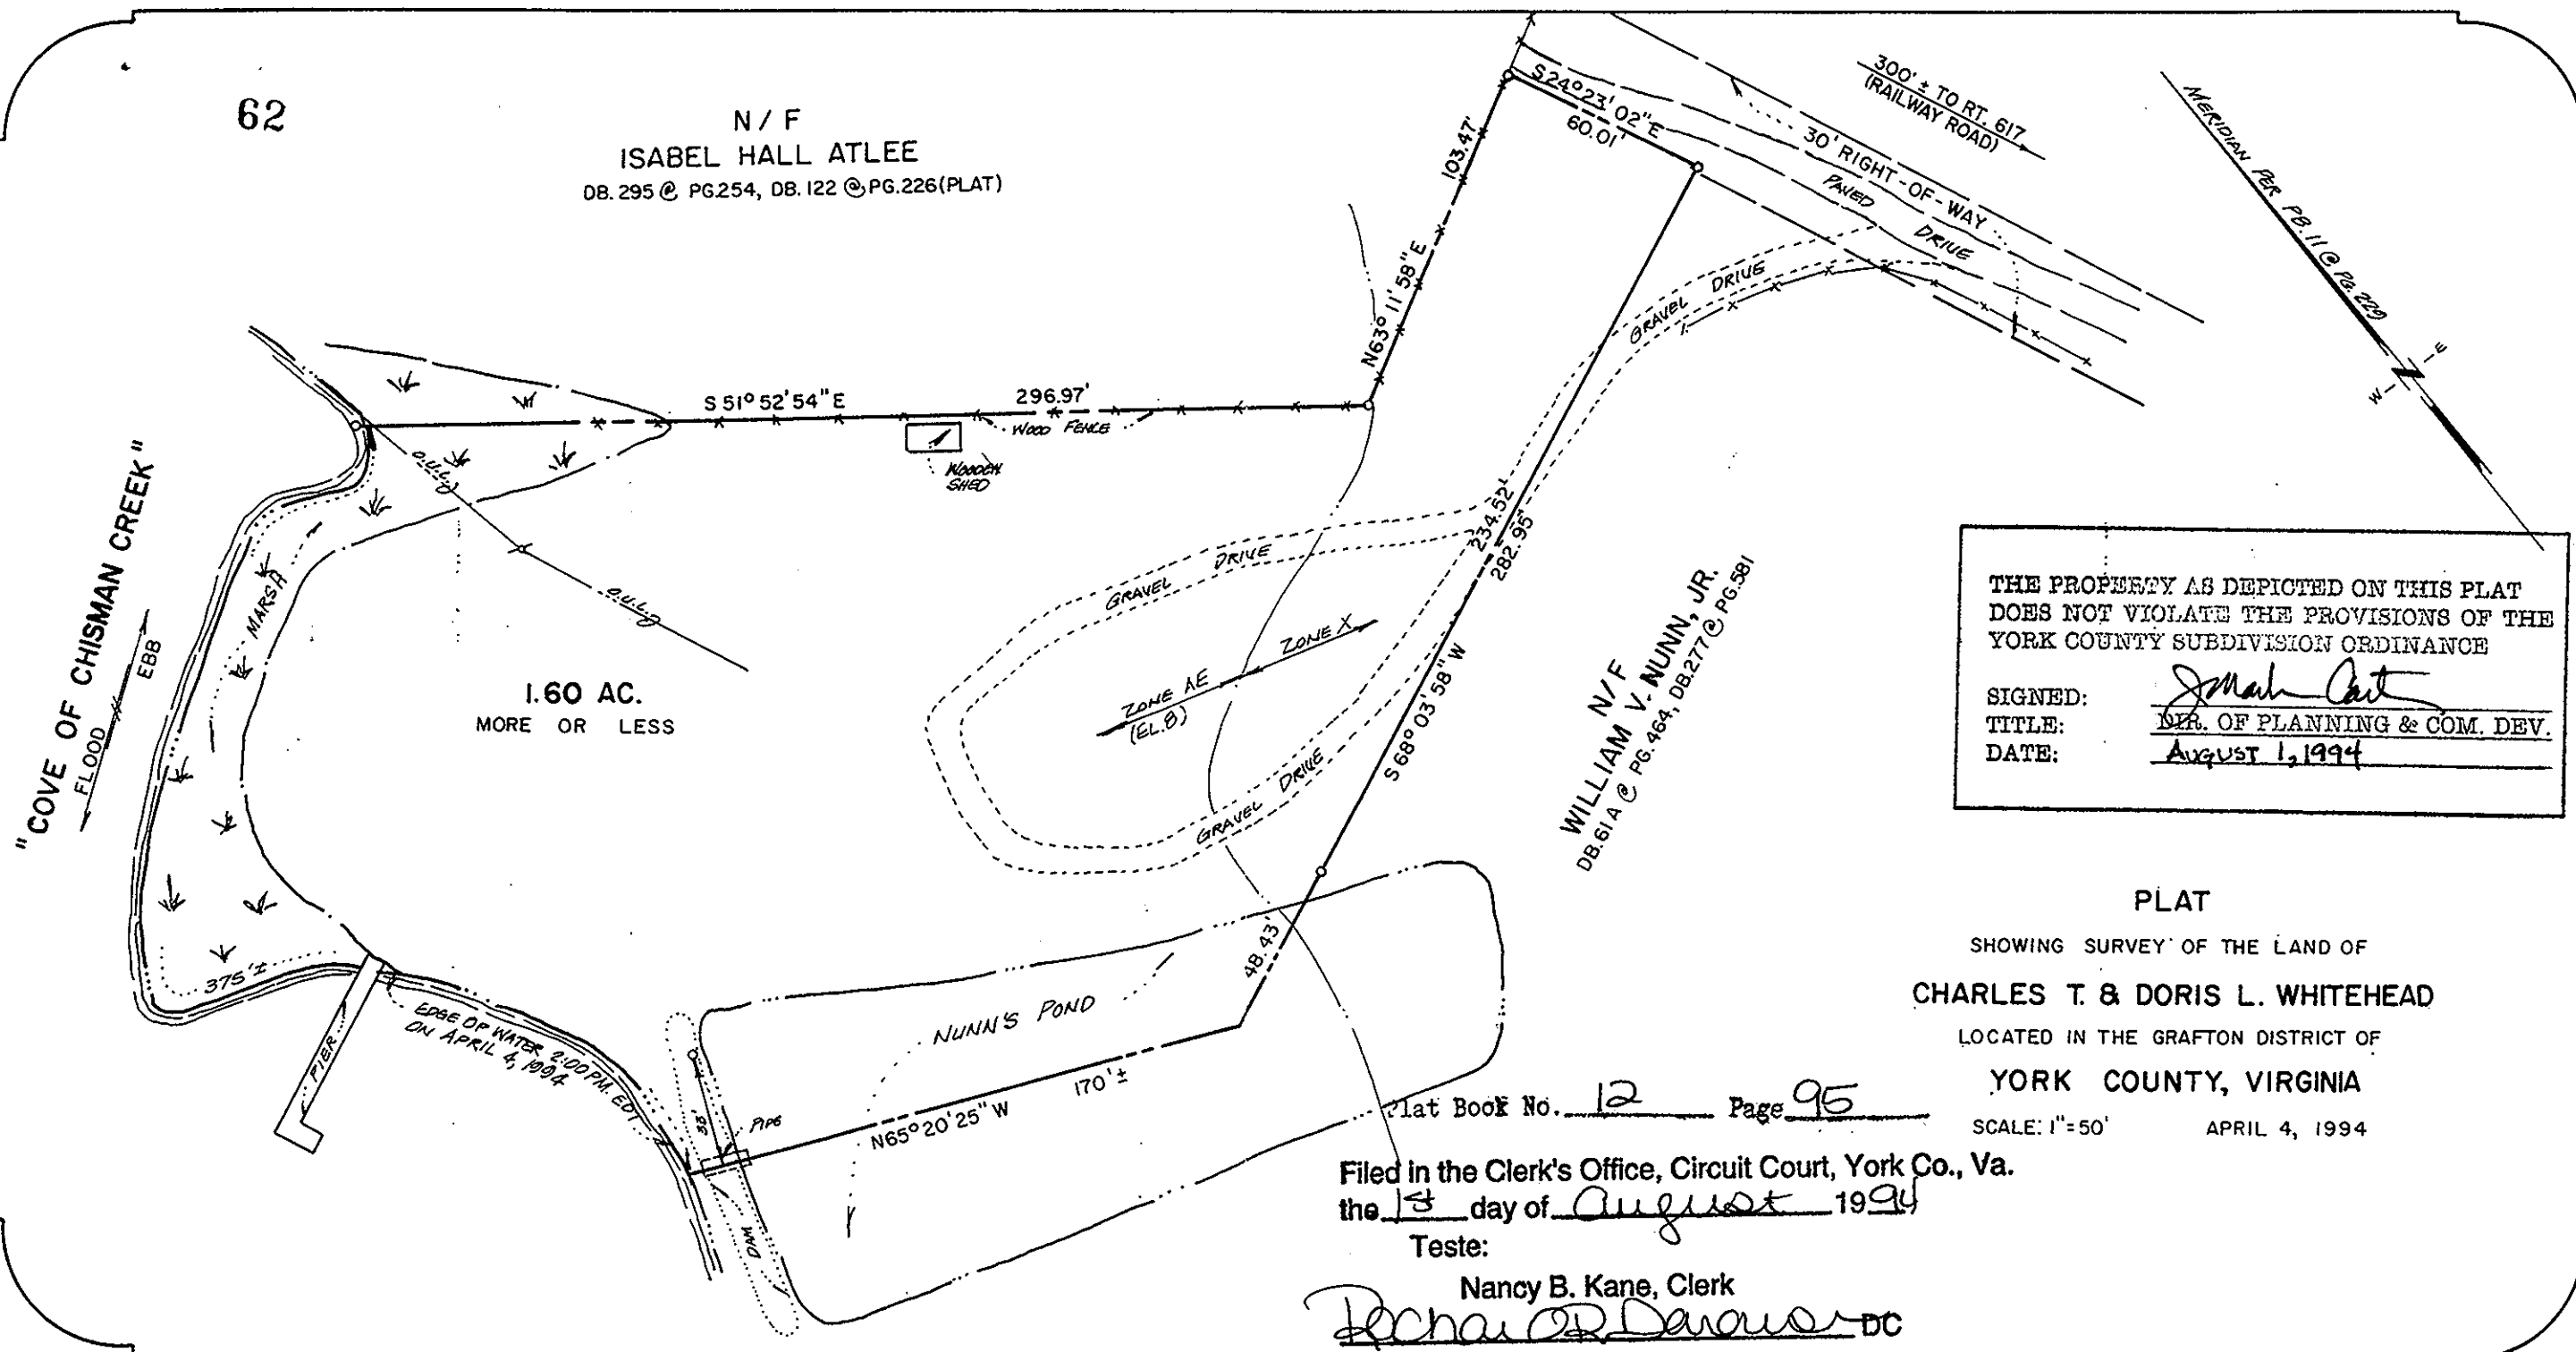 62
N/F
ISABEL HALL ATLEE
DB. 295 @ PG.254, DB. 122 @ PG.226(PLAT)
S 24° 23' 02" E
60.01'
300' ± TO RT. 617
(RAILWAY ROAD)
30' RIGHT-OF-WAY
PAVED DRIVE
MERIDIAN PER PB. 11 @ PG. 229
W E
103.47'
N63° 11' 58" E
GRAVEL DRIVE
S 51° 52' 54" E 296.97'
WOOD FENCE
WOODEN
SHED
O.U.L.
O.U.L.
"COVE OF CHISMAN CREEK"
FLOOD
EBB
MARSH
1.60 AC.
MORE OR LESS
GRAVEL DRIVE
ZONE X
ZONE AE
(EL.8)
GRAVEL DRIVE
234.52'
282.95'
S 68° 03' 58" W
N/F
WILLIAM V. NUNN, JR.
DB.61A @ PG.464, DB.277 @ PG.581
THE PROPERTY AS DEPICTED ON THIS PLAT
DOES NOT VIOLATE THE PROVISIONS OF THE
YORK COUNTY SUBDIVISION ORDINANCE
SIGNED: J Mark Cart
TITLE: DIR. OF PLANNING & COM. DEV.
DATE: AUGUST 1, 1994
48.43
375' ±
PIER
EDGE OF WATER 2:00 P.M. EDT
ON APRIL 4, 1994
NUNN'S POND
38'
PIPE
N65° 20' 25" W
170' ±
DAM
PLAT
SHOWING SURVEY OF THE LAND OF
CHARLES T. & DORIS L. WHITEHEAD
LOCATED IN THE GRAFTON DISTRICT OF
YORK COUNTY, VIRGINIA
SCALE: 1"=50' APRIL 4, 1994
Plat Book No. 12 Page 95
Filed in the Clerk's Office, Circuit Court, York Co., Va.
the 1st day of August 1994
Teste:
Nancy B. Kane, Clerk
DC